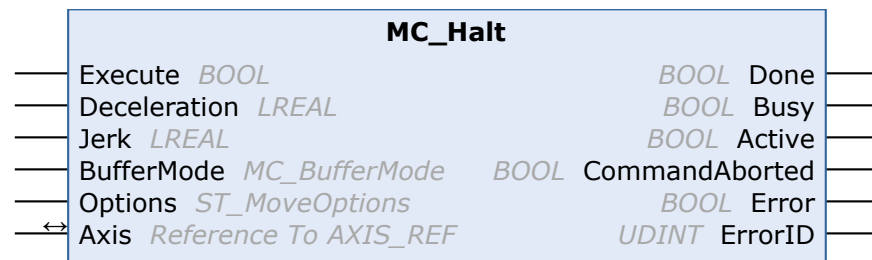 MC_Halt
Execute BOOL BOOL Done
Deceleration LREAL BOOL Busy
Jerk LREAL BOOL Active
BufferMode MC_BufferMode BOOL CommandAborted
Options ST_MoveOptions BOOL Error
Axis Reference To AXIS_REF UDINT ErrorID